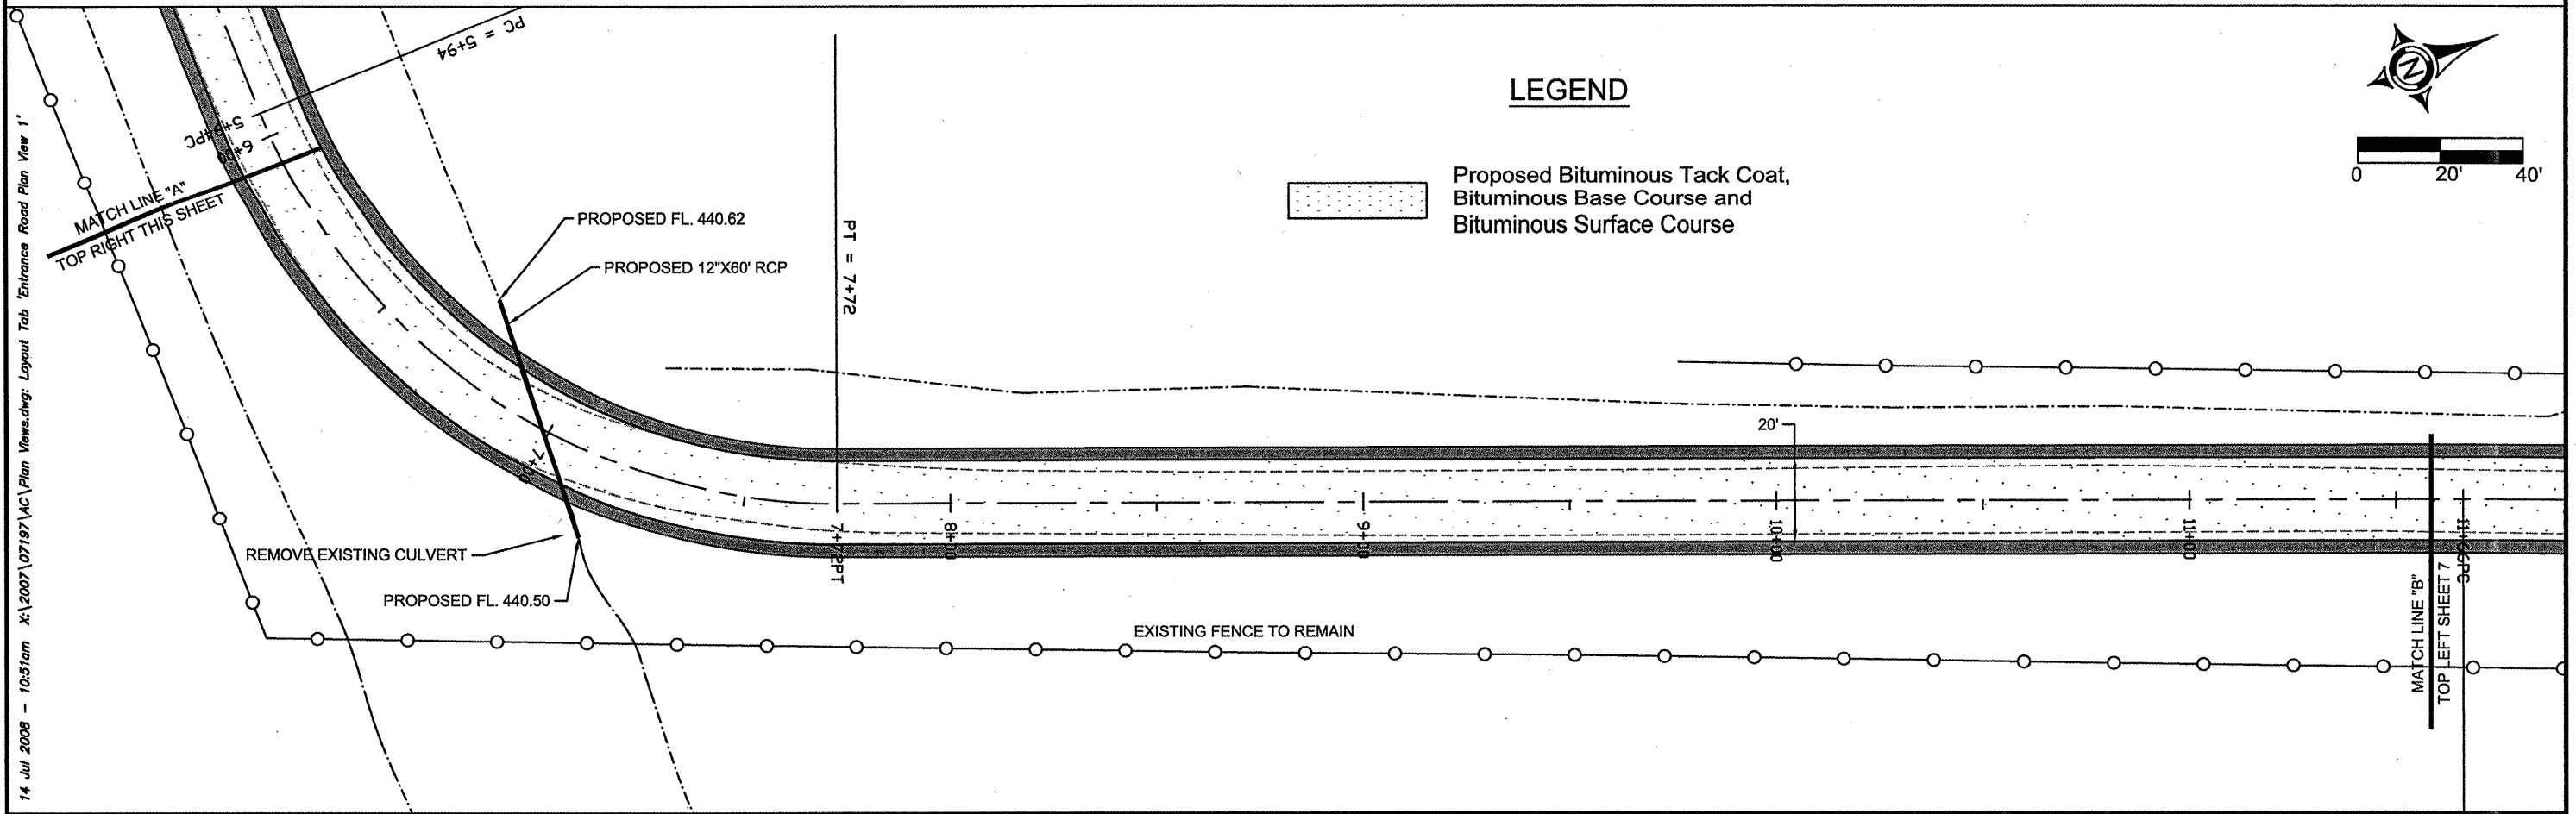 PC = 5+94
5+94PC
6+00
MATCH LINE "A"
TOP RIGHT THIS SHEET
PROPOSED FL. 440.62
PROPOSED 12"X60' RCP
PT = 7+72
LEGEND
Proposed Bituminous Tack Coat,
Bituminous Base Course and
Bituminous Surface Course
N
0 20' 40'
20'
7+00
7+72PT
8+00
9+00
10+00
11+00
11+66PC
REMOVE EXISTING CULVERT
PROPOSED FL. 440.50
EXISTING FENCE TO REMAIN
MATCH LINE "B"
TOP LEFT SHEET 7
14 Jul 2008 - 10:51am X:\2007\07197\AC\Plan Views.dwg: Layout Tab 'Entrance Road Plan View 1'